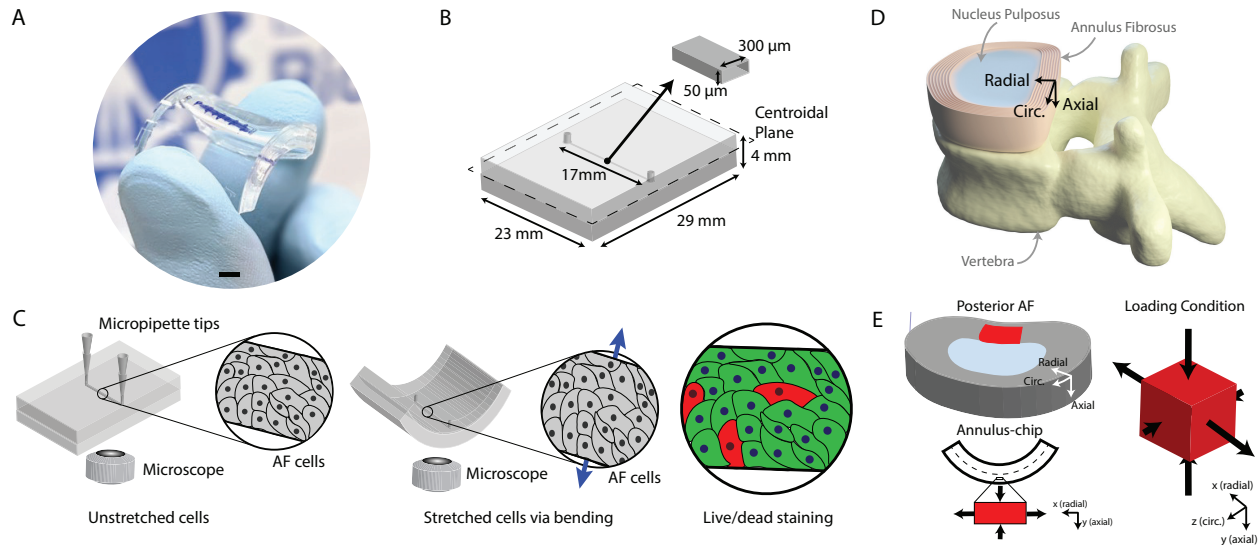 A
B
300 µm
50 µm
Centroidal
Plane
4 mm
17mm
23 mm
29 mm
D
Nucleus Pulposus
Annulus Fibrosus
Radial
Circ.
Axial
Vertebra
C
Micropipette tips
Microscope
AF cells
Unstretched cells
Microscope
AF cells
Stretched cells via bending
Live/dead staining
E
Posterior AF
Radial
Circ.
Axial
Annulus-chip
x (radial)
y (axial)
Loading Condition
x (radial)
z (circ.)
y (axial)